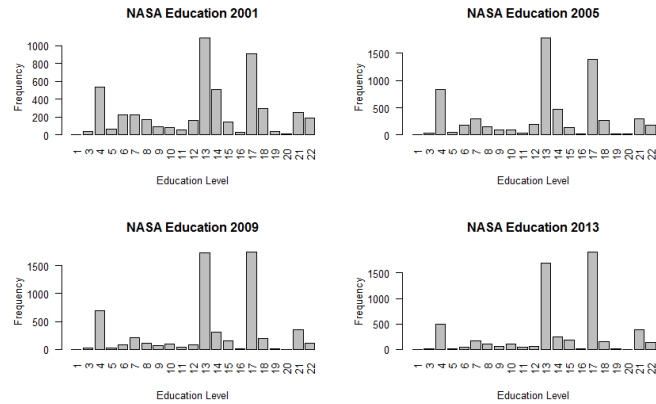 NASA Education 2001
Frequency
1000
800
600
400
200
0
1 3 4 5 6 7 8 9 10 11 12 13 14 15 16 17 18 19 20 21 22
Education Level
NASA Education 2005
Frequency
1500
1000
500
0
1 3 4 5 6 7 8 9 10 11 12 13 14 15 16 17 18 19 20 21 22
Education Level
NASA Education 2009
Frequency
1500
1000
500
0
1 3 4 5 6 7 8 9 10 11 12 13 14 15 16 17 18 19 20 21 22
Education Level
NASA Education 2013
Frequency
1500
1000
500
0
1 3 4 5 6 7 8 9 10 11 12 13 14 15 16 17 18 19 20 21 22
Education Level